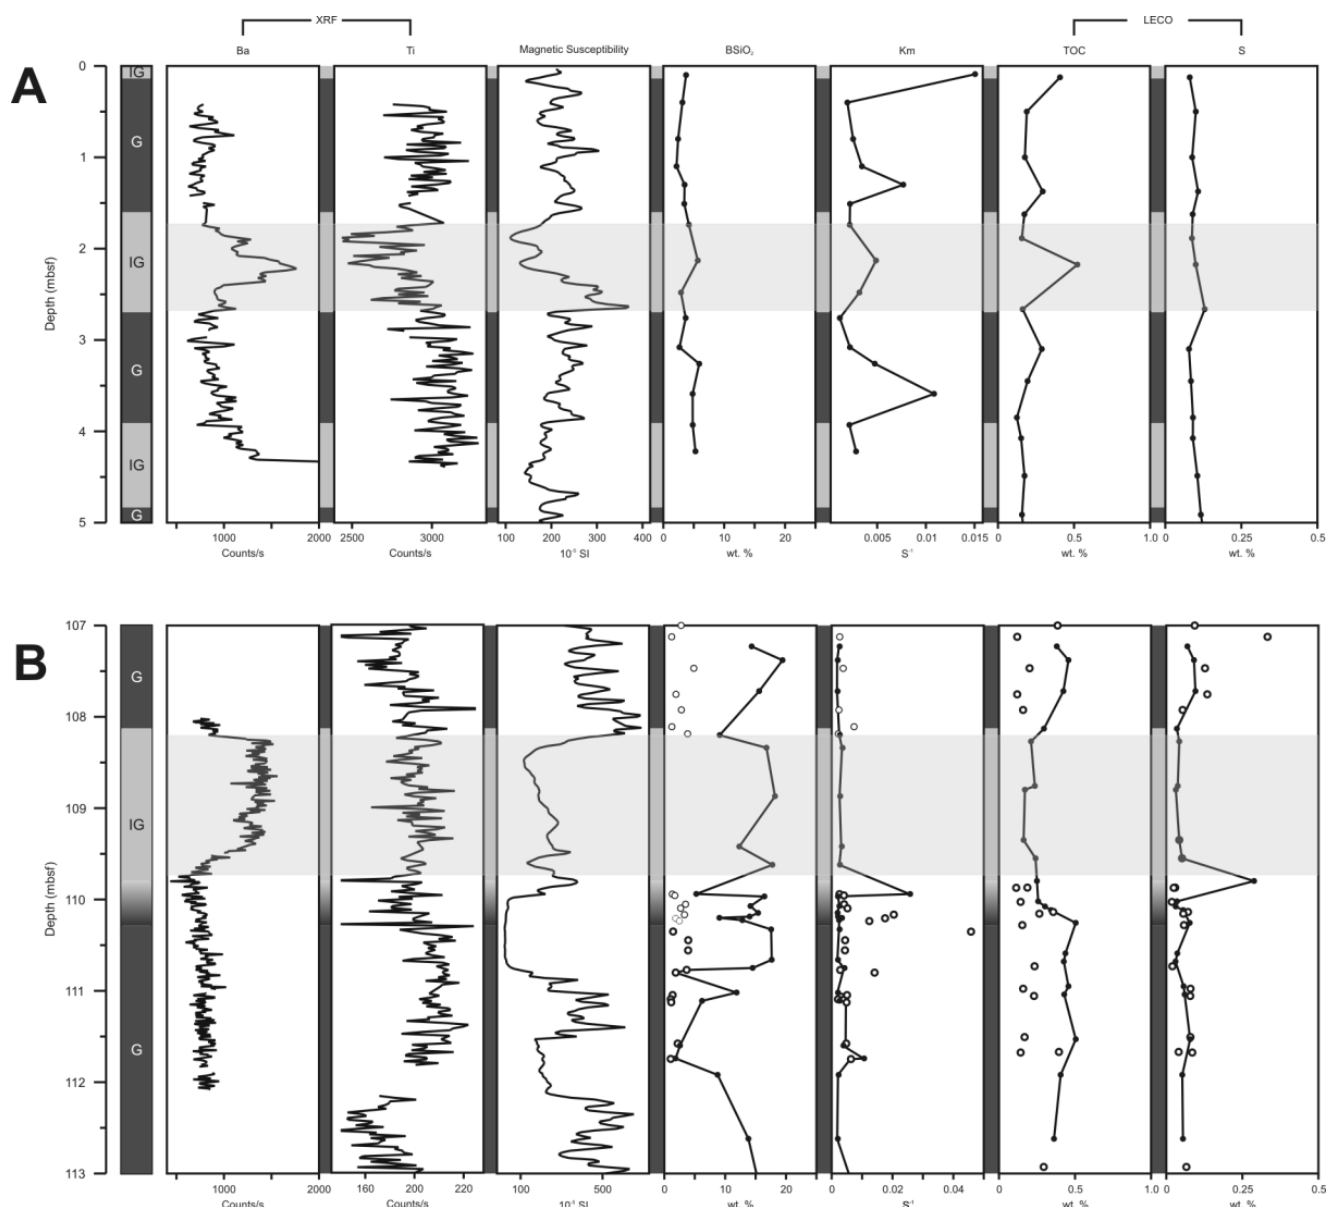 XRF LECO
Ba Ti Magnetic Susceptibility BSiO₂ Km TOC S
A
0 IG
G
1
2 IG
Depth (mbsf)
3
G
4
IG
5 G
1000 2000 2500 3000 100 200 300 400 10 20 0.005 0.01 0.015 0 0.5 1.0 0 0.25 0.5
Counts/s Counts/s 10⁻⁵ SI wt. % S⁻¹ wt. % wt. %
B
107
G
108
109
IG
Depth (mbsf)
110
111
G
112
113
1000 2000 160 200 220 100 500 0 10 20 0 0.02 0.04 0 0.5 1.0 0 0.25 0.5
Counts/s Counts/s 10⁻⁵ SI wt. % S⁻¹ wt. % wt. %